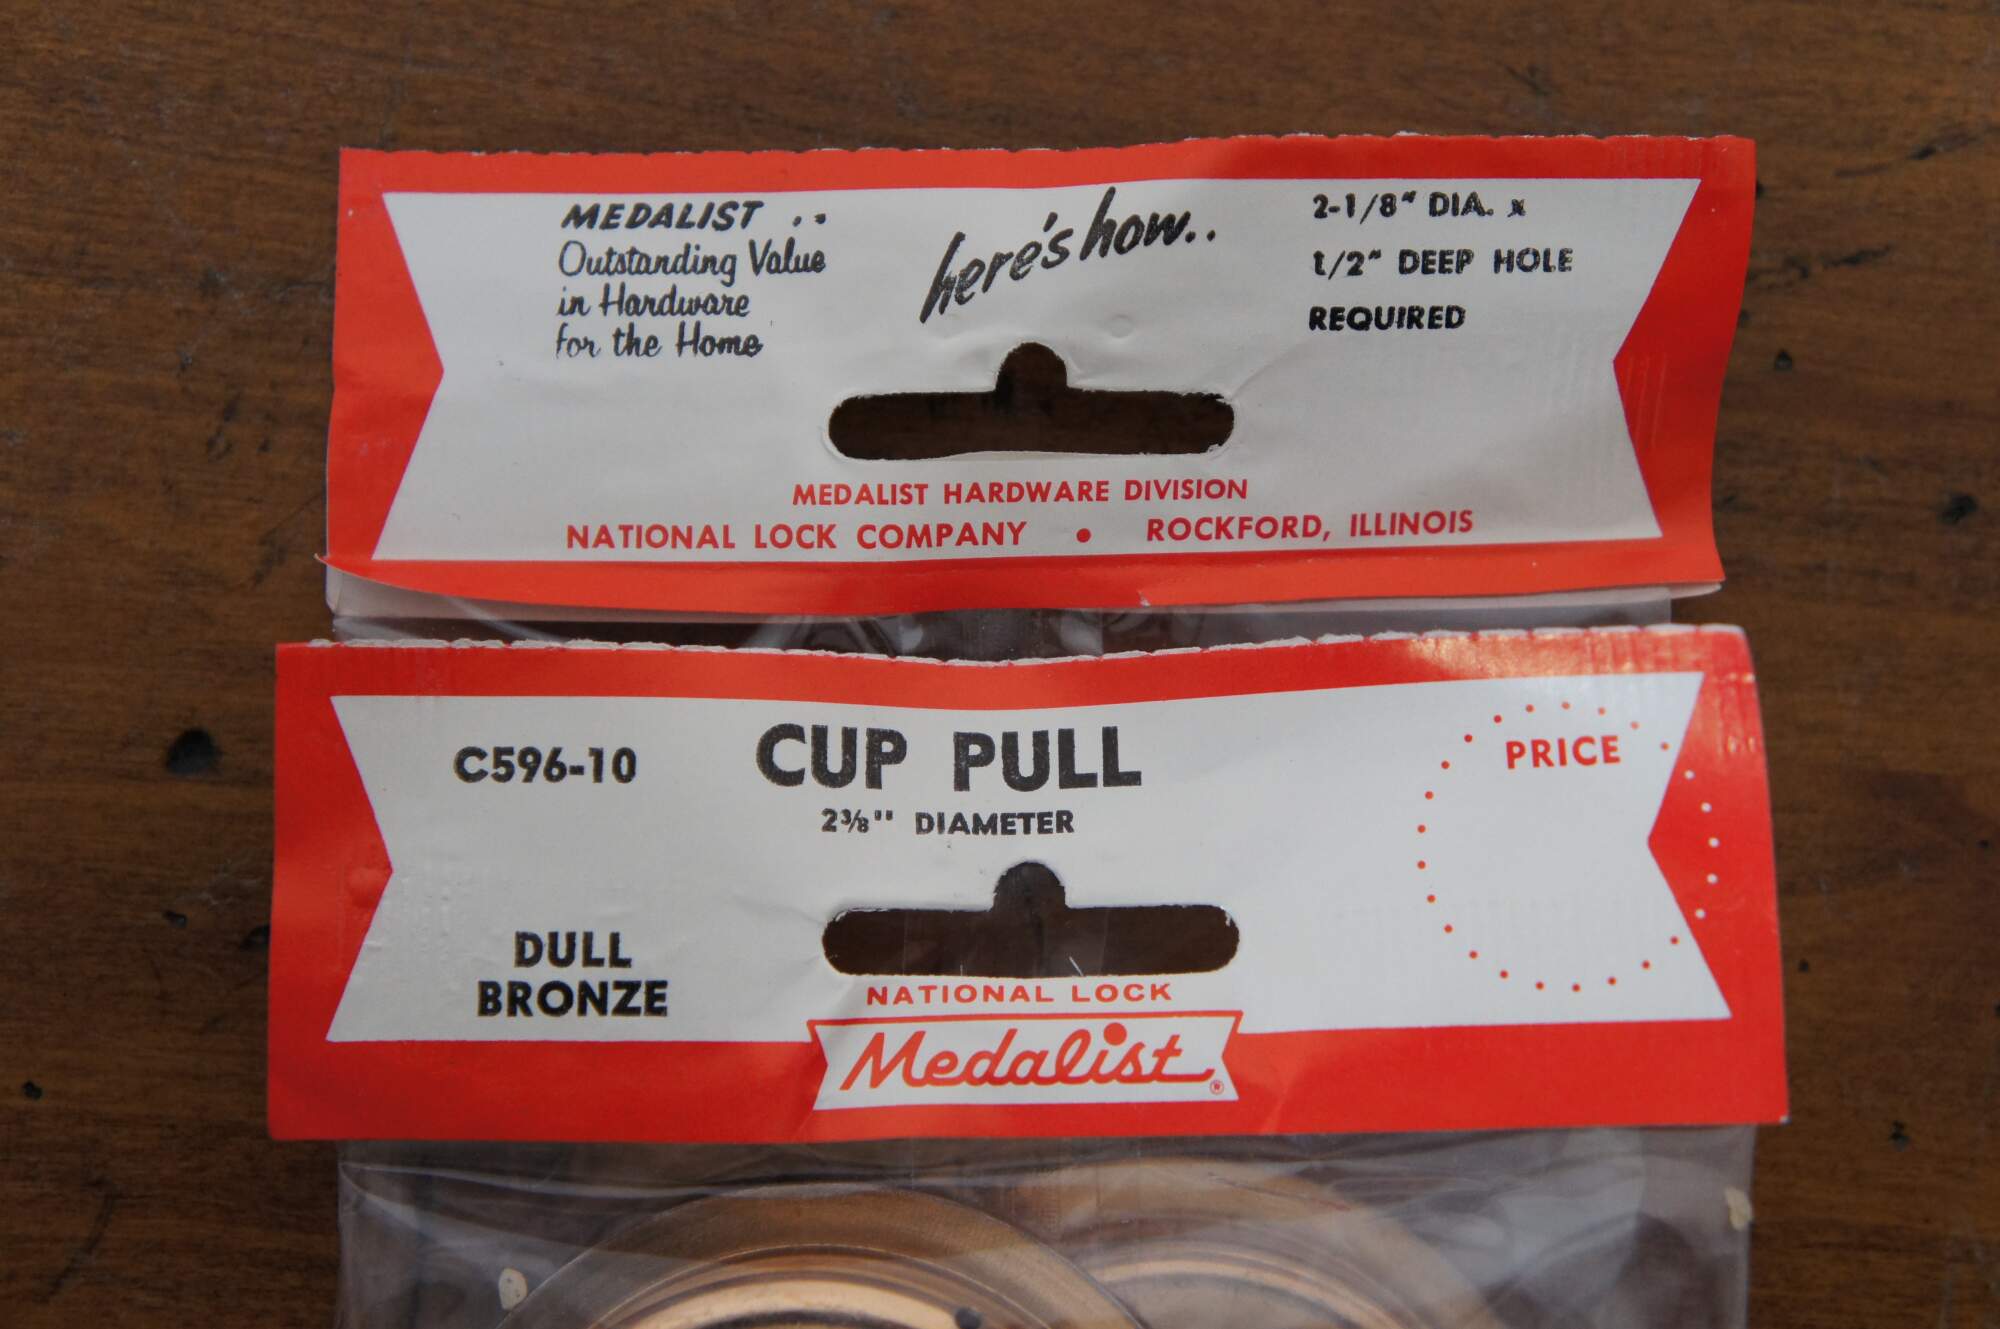 MEDALIST ..
Outstanding Value
in Hardware
for the Home
here's how..
2-1/8" DIA. x
1/2" DEEP HOLE
REQUIRED
MEDALIST HARDWARE DIVISION
NATIONAL LOCK COMPANY • ROCKFORD, ILLINOIS
C596-10
CUP PULL
2⅜" DIAMETER
PRICE
DULL
BRONZE
NATIONAL LOCK
Medalist®